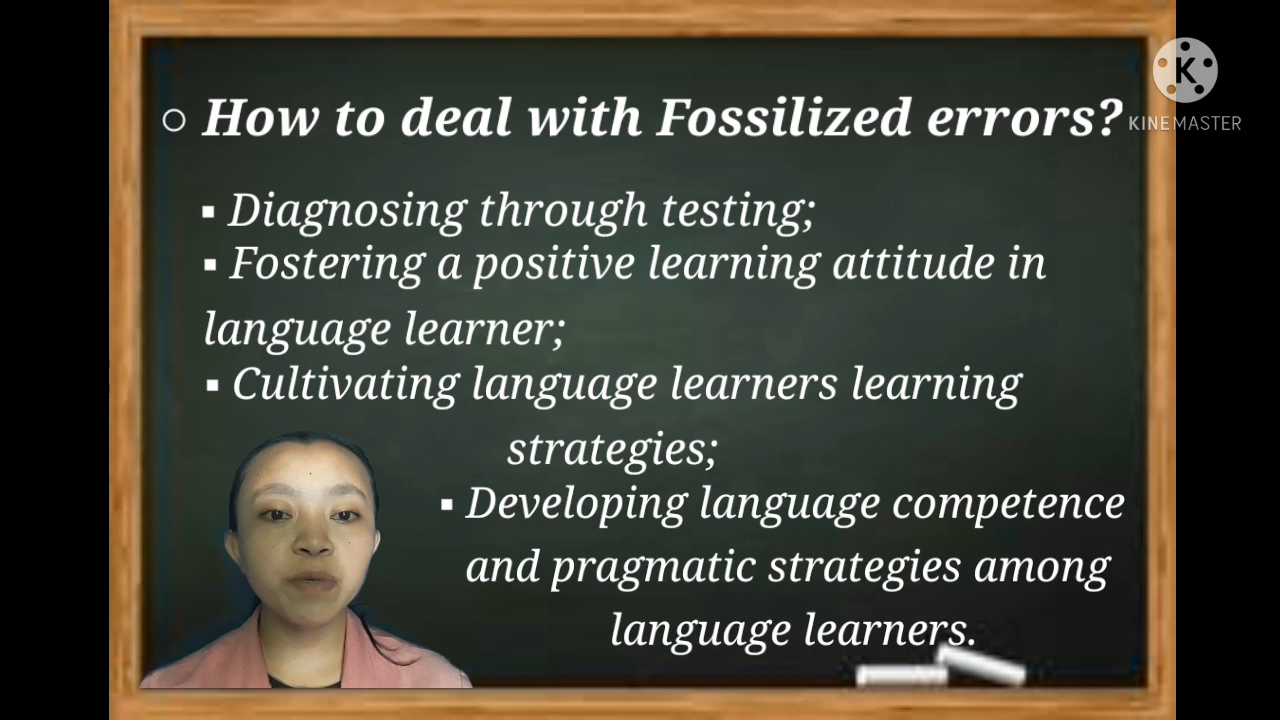 ○ How to deal with Fossilized errors?
▪ Diagnosing through testing;
▪ Fostering a positive learning attitude in
language learner;
▪ Cultivating language learners learning
strategies;
▪ Developing language competence
and pragmatic strategies among
language learners.
K
KINEMASTER